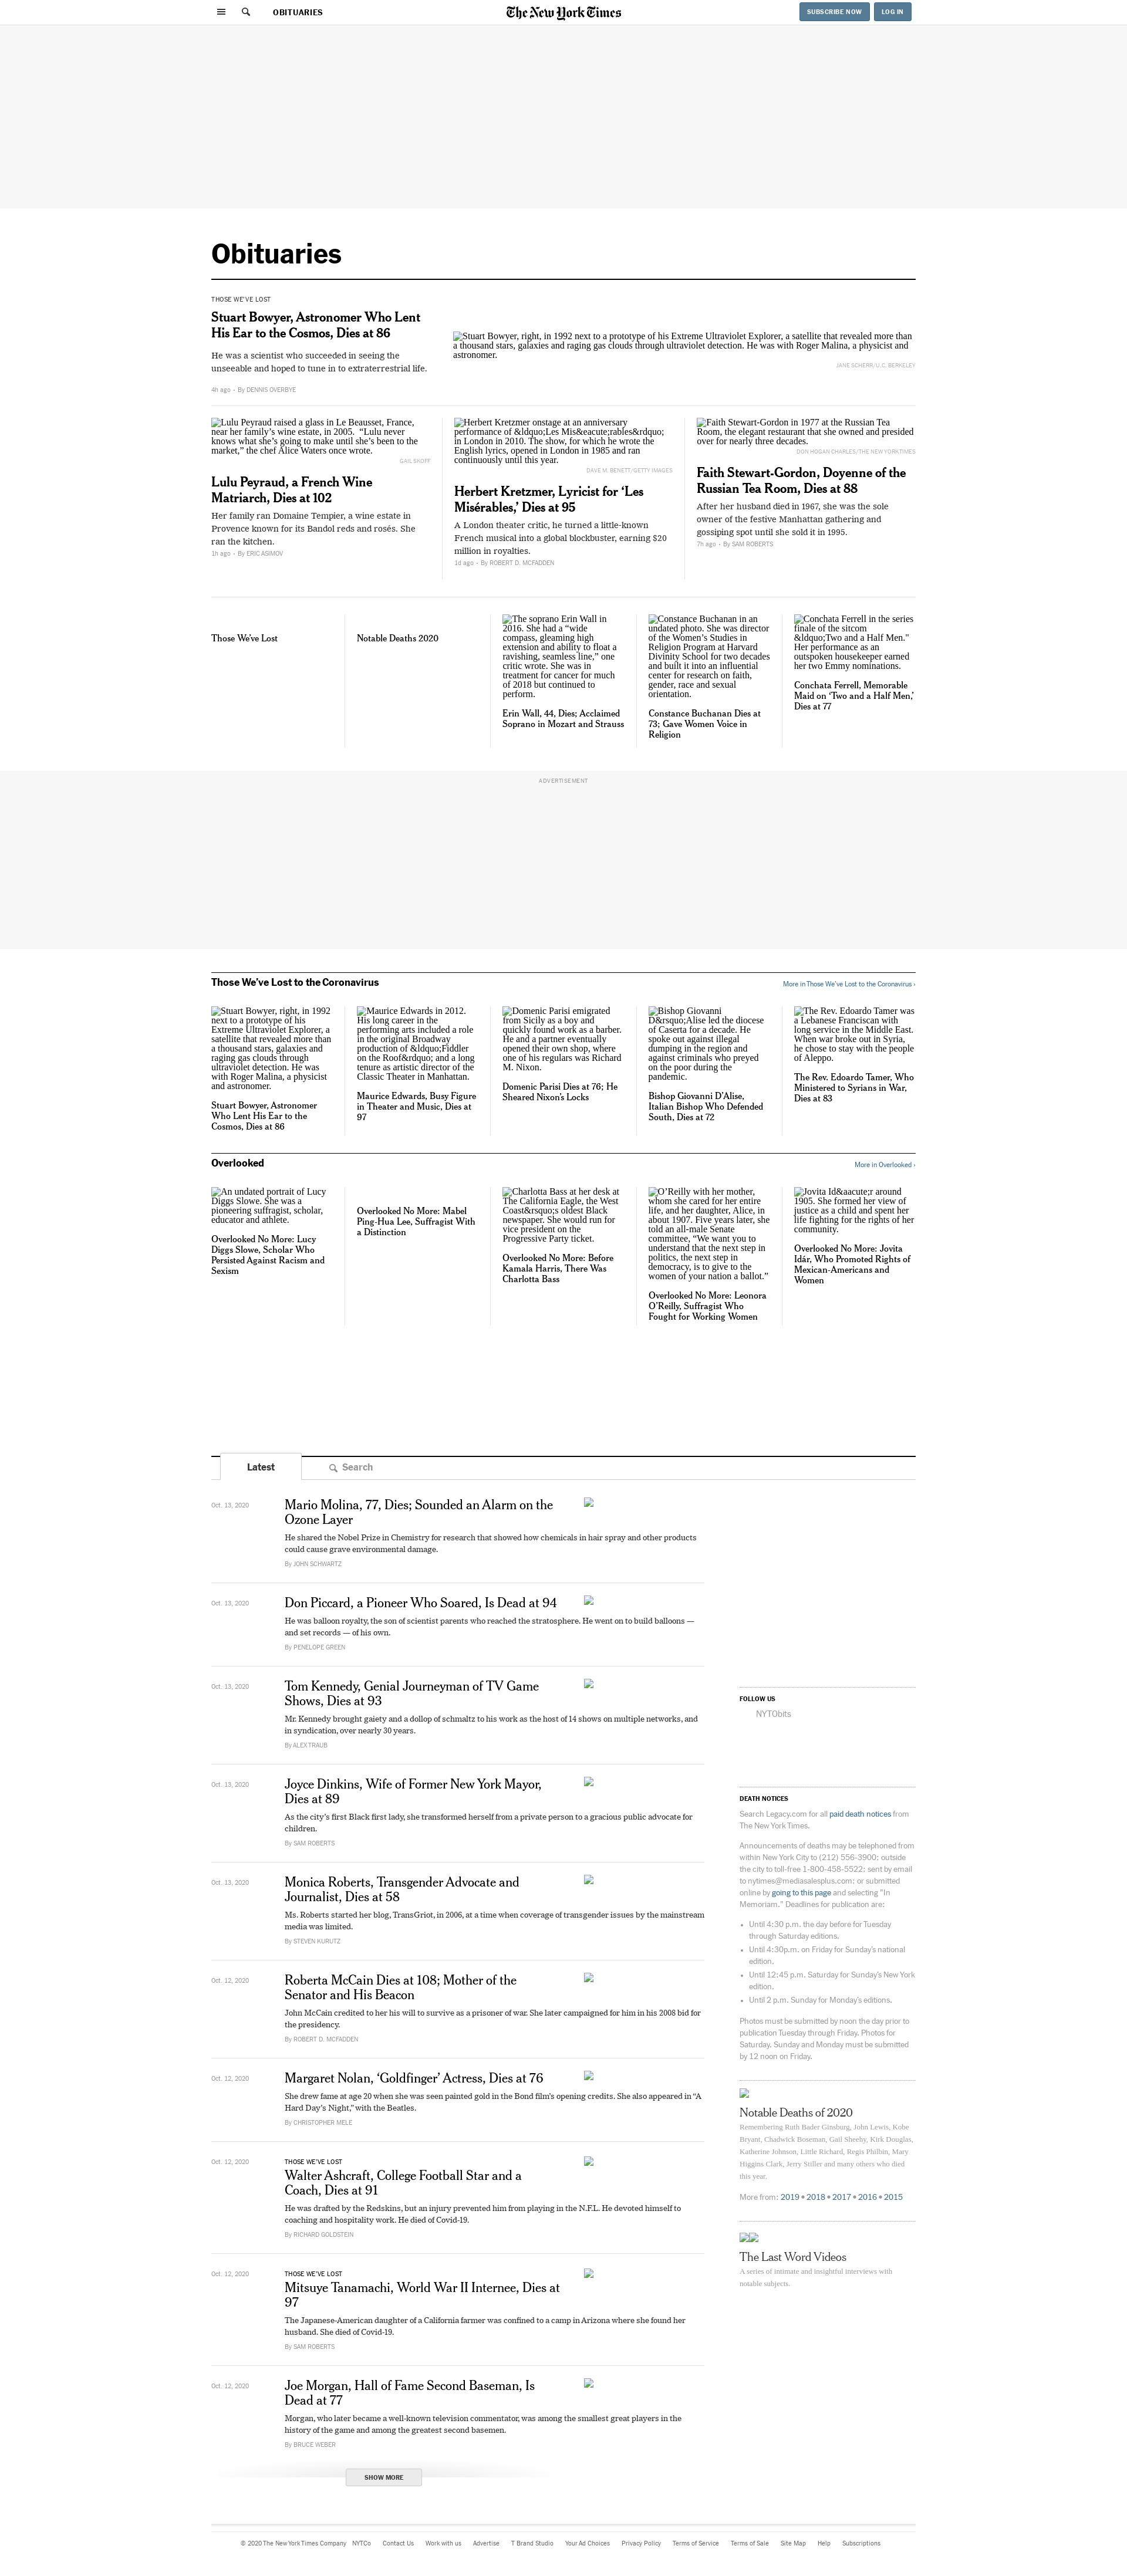 OBITUARIES
The New York Times
SUBSCRIBE NOW
LOG IN
Obituaries
THOSE WE'VE LOST
Stuart Bowyer, Astronomer Who Lent
His Ear to the Cosmos, Dies at 86
He was a scientist who succeeded in seeing the
unseeable and hoped to tune in to extraterrestrial life.
4h ago - By DENNIS OVERBYE
Stuart Bowyer, right, in 1992 next to a prototype of his Extreme Ultraviolet Explorer, a satellite that revealed more than
a thousand stars, galaxies and raging gas clouds through ultraviolet detection. He was with Roger Malina, a physicist and
astronomer.
JANE SCHERR/U.C. BERKELEY
Lulu Peyraud raised a glass in Le Beausset, France,
near her family's wine estate, in 2005. “Lulu never
knows what she’s going to make until she’s been to the
market,” the chef Alice Waters once wrote.
GAIL SKOFF
Lulu Peyraud, a French Wine
Matriarch, Dies at 102
Her family ran Domaine Tempier, a wine estate in
Provence known for its Bandol reds and rosés. She
ran the kitchen.
1h ago - By ERIC ASIMOV
Herbert Kretzmer onstage at an anniversary
performance of &ldquo;Les Mis&eacute;rables&rdquo;
in London in 2010. The show, for which he wrote the
English lyrics, opened in London in 1985 and ran
continuously until this year.
DAVE M. BENETT/GETTY IMAGES
Herbert Kretzmer, Lyricist for ‘Les
Misérables,’ Dies at 95
A London theater critic, he turned a little-known
French musical into a global blockbuster, earning $20
million in royalties.
1d ago - By ROBERT D. MCFADDEN
Faith Stewart-Gordon in 1977 at the Russian Tea
Room, the elegant restaurant that she owned and presided
over for nearly three decades.
DON HOGAN CHARLES/THE NEW YORK TIMES
Faith Stewart-Gordon, Doyenne of the
Russian Tea Room, Dies at 88
After her husband died in 1967, she was the sole
owner of the festive Manhattan gathering and
gossiping spot until she sold it in 1995.
7h ago - By SAM ROBERTS
Those We've Lost
Notable Deaths 2020
The soprano Erin Wall in
2016. She had a “wide
compass, gleaming high
extension and ability to float a
ravishing, seamless line,” one
critic wrote. She was in
treatment for cancer for much
of 2018 but continued to
perform.
Erin Wall, 44, Dies; Acclaimed
Soprano in Mozart and Strauss
Constance Buchanan in an
undated photo. She was director
of the Women’s Studies in
Religion Program at Harvard
Divinity School for two decades
and built it into an influential
center for research on faith,
gender, race and sexual
orientation.
Constance Buchanan Dies at
73; Gave Women Voice in
Religion
Conchata Ferrell in the series
finale of the sitcom
&ldquo;Two and a Half Men."
Her performance as an
outspoken housekeeper earned
her two Emmy nominations.
Conchata Ferrell, Memorable
Maid on ‘Two and a Half Men,’
Dies at 77
ADVERTISEMENT
Those We’ve Lost to the Coronavirus
More in Those We’ve Lost to the Coronavirus ›
Stuart Bowyer, right, in 1992
next to a prototype of his
Extreme Ultraviolet Explorer, a
satellite that revealed more than
a thousand stars, galaxies and
raging gas clouds through
ultraviolet detection. He was
with Roger Malina, a physicist
and astronomer.
Stuart Bowyer, Astronomer
Who Lent His Ear to the
Cosmos, Dies at 86
Maurice Edwards in 2012.
His long career in the
performing arts included a role
in the original Broadway
production of &ldquo;Fiddler
on the Roof&rdquo; and a long
tenure as artistic director of the
Classic Theater in Manhattan.
Maurice Edwards, Busy Figure
in Theater and Music, Dies at
97
Domenic Parisi emigrated
from Sicily as a boy and
quickly found work as a barber.
He and a partner eventually
opened their own shop, where
one of his regulars was Richard
M. Nixon.
Domenic Parisi Dies at 76; He
Sheared Nixon’s Locks
Bishop Giovanni
D&rsquo;Alise led the diocese
of Caserta for a decade. He
spoke out against illegal
dumping in the region and
against criminals who preyed
on the poor during the
pandemic.
Bishop Giovanni D’Alise,
Italian Bishop Who Defended
South, Dies at 72
The Rev. Edoardo Tamer was
a Lebanese Franciscan with
long service in the Middle East.
When war broke out in Syria,
he chose to stay with the people
of Aleppo.
The Rev. Edoardo Tamer, Who
Ministered to Syrians in War,
Dies at 83
Overlooked
More in Overlooked ›
An undated portrait of Lucy
Diggs Slowe. She was a
pioneering suffragist, scholar,
educator and athlete.
Overlooked No More: Lucy
Diggs Slowe, Scholar Who
Persisted Against Racism and
Sexism
Overlooked No More: Mabel
Ping-Hua Lee, Suffragist With
a Distinction
Charlotta Bass at her desk at
The California Eagle, the West
Coast&rsquo;s oldest Black
newspaper. She would run for
vice president on the
Progressive Party ticket.
Overlooked No More: Before
Kamala Harris, There Was
Charlotta Bass
O’Reilly with her mother,
whom she cared for her entire
life, and her daughter, Alice, in
about 1907. Five years later, she
told an all-male Senate
committee, “We want you to
understand that the next step in
politics, the next step in
democracy, is to give to the
women of your nation a ballot.”
Overlooked No More: Leonora
O’Reilly, Suffragist Who
Fought for Working Women
Jovita Id&aacute;r around
1905. She formed her view of
justice as a child and spent her
life fighting for the rights of her
community.
Overlooked No More: Jovita
Idár, Who Promoted Rights of
Mexican-Americans and
Women
Latest
Search
Oct. 13, 2020
Mario Molina, 77, Dies; Sounded an Alarm on the
Ozone Layer
He shared the Nobel Prize in Chemistry for research that showed how chemicals in hair spray and other products
could cause grave environmental damage.
By JOHN SCHWARTZ
Oct. 13, 2020
Don Piccard, a Pioneer Who Soared, Is Dead at 94
He was balloon royalty, the son of scientist parents who reached the stratosphere. He went on to build balloons —
and set records — of his own.
By PENELOPE GREEN
Oct. 13, 2020
Tom Kennedy, Genial Journeyman of TV Game
Shows, Dies at 93
Mr. Kennedy brought gaiety and a dollop of schmaltz to his work as the host of 14 shows on multiple networks, and
in syndication, over nearly 30 years.
By ALEX TRAUB
Oct. 13, 2020
Joyce Dinkins, Wife of Former New York Mayor,
Dies at 89
As the city’s first Black first lady, she transformed herself from a private person to a gracious public advocate for
children.
By SAM ROBERTS
Oct. 13, 2020
Monica Roberts, Transgender Advocate and
Journalist, Dies at 58
Ms. Roberts started her blog, TransGriot, in 2006, at a time when coverage of transgender issues by the mainstream
media was limited.
By STEVEN KURUTZ
Oct. 12, 2020
Roberta McCain Dies at 108; Mother of the
Senator and His Beacon
John McCain credited to her his will to survive as a prisoner of war. She later campaigned for him in his 2008 bid for
the presidency.
By ROBERT D. MCFADDEN
Oct. 12, 2020
Margaret Nolan, ‘Goldfinger’ Actress, Dies at 76
She drew fame at age 20 when she was seen painted gold in the Bond film’s opening credits. She also appeared in “A
Hard Day’s Night,” with the Beatles.
By CHRISTOPHER MELE
Oct. 12, 2020
THOSE WE’VE LOST
Walter Ashcraft, College Football Star and a
Coach, Dies at 91
He was drafted by the Redskins, but an injury prevented him from playing in the N.F.L. He devoted himself to
coaching and hospitality work. He died of Covid-19.
By RICHARD GOLDSTEIN
Oct. 12, 2020
THOSE WE’VE LOST
Mitsuye Tanamachi, World War II Internee, Dies at
97
The Japanese-American daughter of a California farmer was confined to a camp in Arizona where she found her
husband. She died of Covid-19.
By SAM ROBERTS
Oct. 12, 2020
Joe Morgan, Hall of Fame Second Baseman, Is
Dead at 77
Morgan, who later became a well-known television commentator, was among the smallest great players in the
history of the game and among the greatest second basemen.
By BRUCE WEBER
SHOW MORE
FOLLOW US
NYTObits
DEATH NOTICES
Search Legacy.com for all paid death notices from
The New York Times.
Announcements of deaths may be telephoned from
within New York City to (212) 556-3900; outside
the city to toll-free 1-800-458-5522; sent by email
to nytimes@mediasalesplus.com; or submitted
online by going to this page and selecting "In
Memoriam." Deadlines for publication are:
• Until 4:30 p.m. the day before for Tuesday
through Saturday editions.
• Until 4:30p.m. on Friday for Sunday's national
edition.
• Until 12:45 p.m. Saturday for Sunday's New York
edition.
• Until 2 p.m. Sunday for Monday's editions.
Photos must be submitted by noon the day prior to
publication Tuesday through Friday. Photos for
Saturday, Sunday and Monday must be submitted
by 12 noon on Friday.
Notable Deaths of 2020
Remembering Ruth Bader Ginsburg, John Lewis, Kobe
Bryant, Chadwick Boseman, Gail Sheehy, Kirk Douglas,
Katherine Johnson, Little Richard, Regis Philbin, Mary
Higgins Clark, Jerry Stiller and many others who died
this year.
More from: 2019 • 2018 • 2017 • 2016 • 2015
The Last Word Videos
A series of intimate and insightful interviews with
notable subjects.
© 2020 The New York Times Company NYTCo Contact Us Work with us Advertise T Brand Studio Your Ad Choices Privacy Policy Terms of Service Terms of Sale Site Map Help Subscriptions